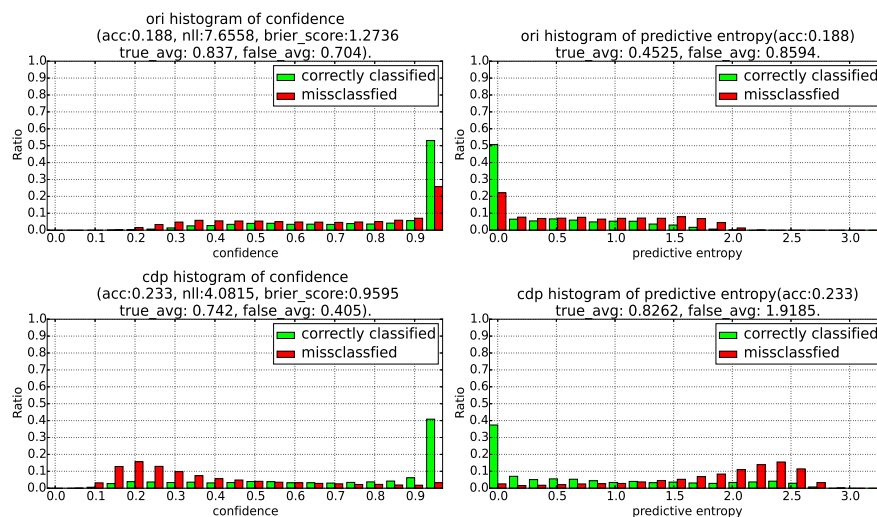 ori histogram of confidence
(acc:0.188, nll:7.6558, brier_score:1.2736
true_avg: 0.837, false_avg: 0.704).
1.0
0.9
0.8
0.7
0.6
0.5
0.4
0.3
0.2
0.1
0.0
Ratio
correctly classified
missclassfied
0.0 0.1 0.2 0.3 0.4 0.5 0.6 0.7 0.8 0.9
confidence
ori histogram of predictive entropy(acc:0.188)
true_avg: 0.4525, false_avg: 0.8594.
1.0
0.9
0.8
0.7
0.6
0.5
0.4
0.3
0.2
0.1
0.0
Ratio
correctly classified
missclassfied
0.0 0.5 1.0 1.5 2.0 2.5 3.0
predictive entropy
cdp histogram of confidence
(acc:0.233, nll:4.0815, brier_score:0.9595
true_avg: 0.742, false_avg: 0.405).
1.0
0.9
0.8
0.7
0.6
0.5
0.4
0.3
0.2
0.1
0.0
Ratio
correctly classified
missclassfied
0.0 0.1 0.2 0.3 0.4 0.5 0.6 0.7 0.8 0.9
confidence
cdp histogram of predictive entropy(acc:0.233)
true_avg: 0.8262, false_avg: 1.9185.
1.0
0.9
0.8
0.7
0.6
0.5
0.4
0.3
0.2
0.1
0.0
Ratio
correctly classified
missclassfied
0.0 0.5 1.0 1.5 2.0 2.5 3.0
predictive entropy